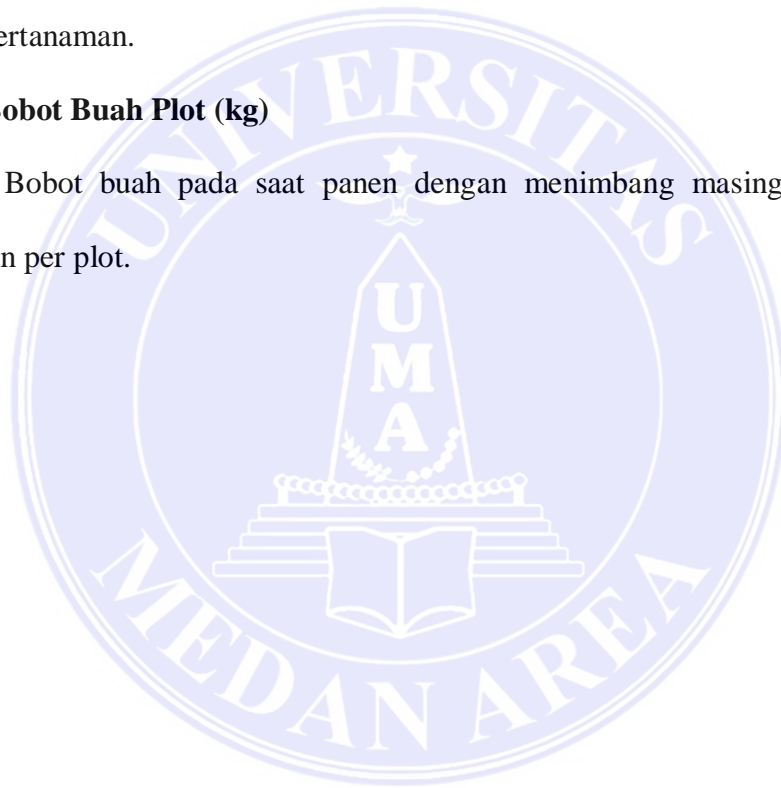 ertanaman.
obot Buah Plot (kg)
Bobot buah pada saat panen dengan menimbang masing
n per plot.
UNIVERSITAS
U
M
A
MEDAN AREA